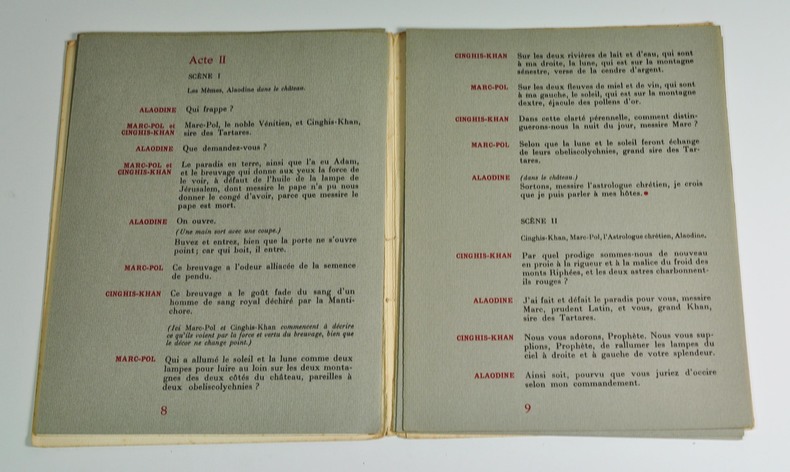 Acte II
SCÈNE I
Les Mêmes, Alaodine dans le château.
ALAODINE Qui frappe ?
MARC-POL et Marc-Pol, le noble Vénitien, et Cinghis-Khan,
CINGHIS-KHAN sire des Tartares.
ALAODINE Que demandez-vous ?
MARC-POL et Le paradis en terre, ainsi que l'a eu Adam,
CINGHIS-KHAN et le breuvage qui donne aux yeux la force de
le voir, à défaut de l'huile de la lampe de
Jérusalem, dont messire le pape n'a pu nous
donner le congé d'avoir, parce que messire le
pape est mort.
ALAODINE On ouvre.
(Une main sort avec une coupe.)
Buvez et entrez, bien que la porte ne s'ouvre
point ; car qui boit, il entre.
MARC-POL Ce breuvage a l'odeur alliacée de la semence
de pendu.
CINGHIS-KHAN Ce breuvage a le goût fade du sang d'un
homme de sang royal déchiré par la Manti-
chore.
(Ici Marc-Pol et Cinghis-Khan commencent à décrire
ce qu'ils voient par la force et vertu du breuvage, bien que
le décor ne change point.)
MARC-POL Qui a allumé le soleil et la lune comme deux
lampes pour luire au loin sur les deux monta-
gnes des deux côtés du château, pareilles à
deux obeliscolychnies ?
8
CINGHIS-KHAN Sur les deux rivières de lait et d'eau, qui sont
à ma droite, la lune, qui est sur la montagne
sénestre, verse de la cendre d'argent.
MARC-POL Sur les deux fleuves de miel et de vin, qui sont
à ma gauche, le soleil, qui est sur la montagne
dextre, éjacule des pollens d'or.
CINGHIS-KHAN Dans cette clarté pérennelle, comment distin-
guerons-nous la nuit du jour, messire Marc ?
MARC-POL Selon que la lune et le soleil feront échange
de leurs obeliscolychnies, grand sire des Tar-
tares.
ALAODINE (dans le château.)
Sortons, messire l'astrologue chrétien, je crois
que je puis parler à mes hôtes.
SCÈNE II
Cinghis-Khan, Marc-Pol, l'Astrologue chrétien, Alaodine.
CINGHIS-KHAN Par quel prodige sommes-nous de nouveau
en proie à la rigueur et à la malice du froid des
monts Riphées, et les deux astres charbonnent-
ils rouges ?
ALAODINE J'ai fait et défait le paradis pour vous, messire
Marc, prudent Latin, et vous, grand Khan,
sire des Tartares.
CINGHIS-KHAN Nous vous adorons, Prophète. Nous vous sup-
plions, Prophète, de rallumer les lampes du
ciel à droite et à gauche de votre splendeur.
ALAODINE Ainsi soit, pourvu que vous juriez d'occire
selon mon commandement.
9